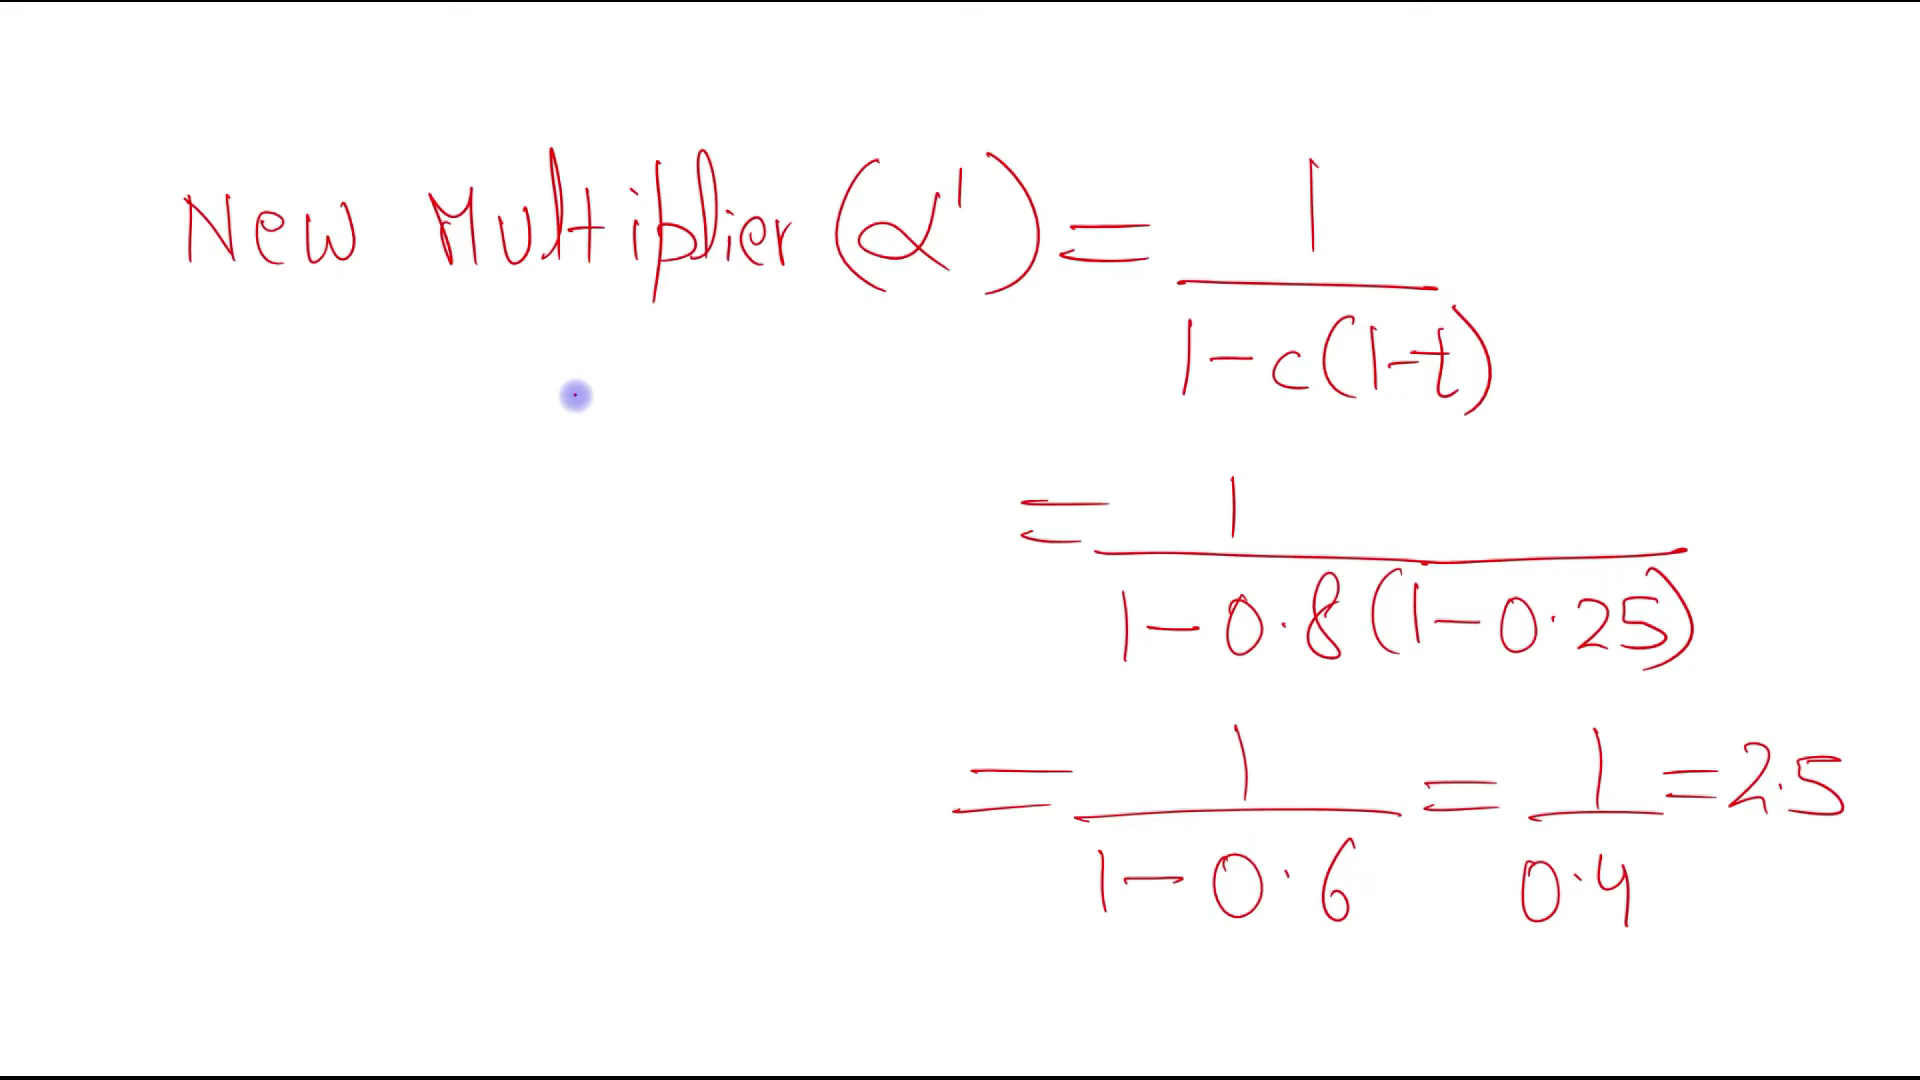 New Multiplier (α') = 1
1-c(1-t)
= 1
1-0.8(1-0.25)
= 1 = 1 = 2.5
1-0.6 0.4